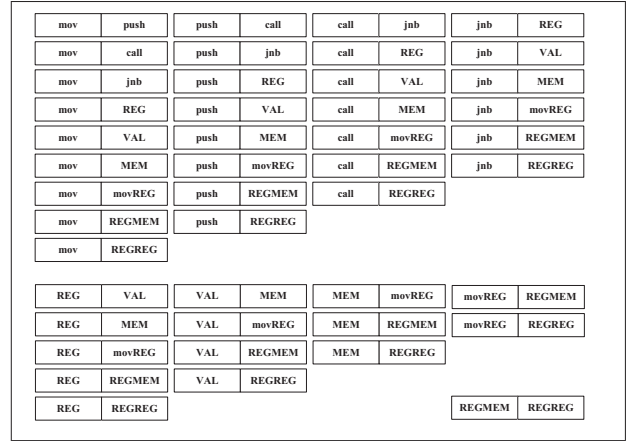 mov push push call call jnb jnb REG
mov call push jnb call REG jnb VAL
mov jnb push REG call VAL jnb MEM
mov REG push VAL call MEM jnb movREG
mov VAL push MEM call movREG jnb REGMEM
mov MEM push movREG call REGMEM jnb REGREG
mov movREG push REGMEM call REGREG
mov REGMEM push REGREG
mov REGREG
REG VAL VAL MEM MEM movREG movREG REGMEM
REG MEM VAL movREG MEM REGMEM movREG REGREG
REG movREG VAL REGMEM MEM REGREG
REG REGMEM VAL REGREG
REG REGREG REGMEM REGREG